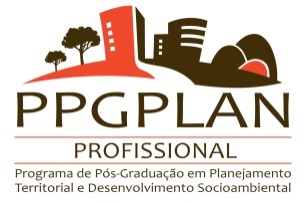 PPGPLAN
PROFISSIONAL
Programa de Pós-Graduação em Planejamento
Territorial e Desenvolvimento Socioambiental